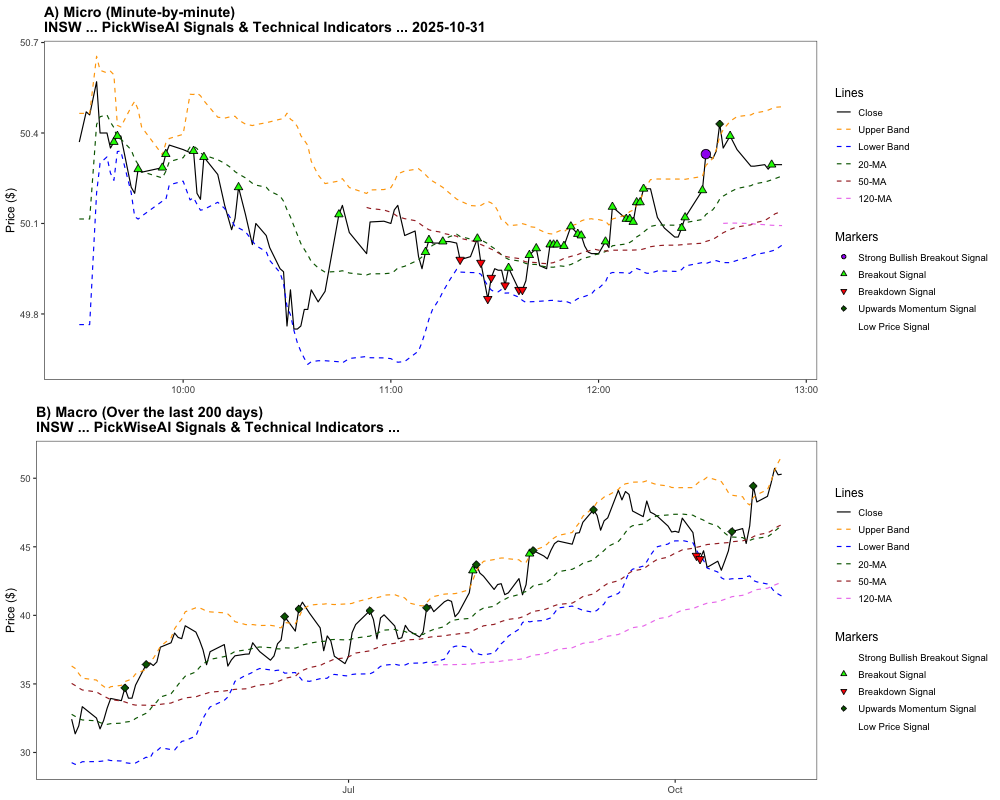 A) Micro (Minute-by-minute)
INSW ... PickWiseAI Signals & Technical Indicators ... 2025-10-31
Price ($)
50.7
50.4
50.1
49.8
10:00
11:00
12:00
13:00
Lines
Close
Upper Band
Lower Band
20-MA
50-MA
120-MA
Markers
Strong Bullish Breakout Signal
Breakout Signal
Breakdown Signal
Upwards Momentum Signal
Low Price Signal
B) Macro (Over the last 200 days)
INSW ... PickWiseAI Signals & Technical Indicators ...
Price ($)
50
45
40
35
30
Jul
Oct
Lines
Close
Upper Band
Lower Band
20-MA
50-MA
120-MA
Markers
Strong Bullish Breakout Signal
Breakout Signal
Breakdown Signal
Upwards Momentum Signal
Low Price Signal